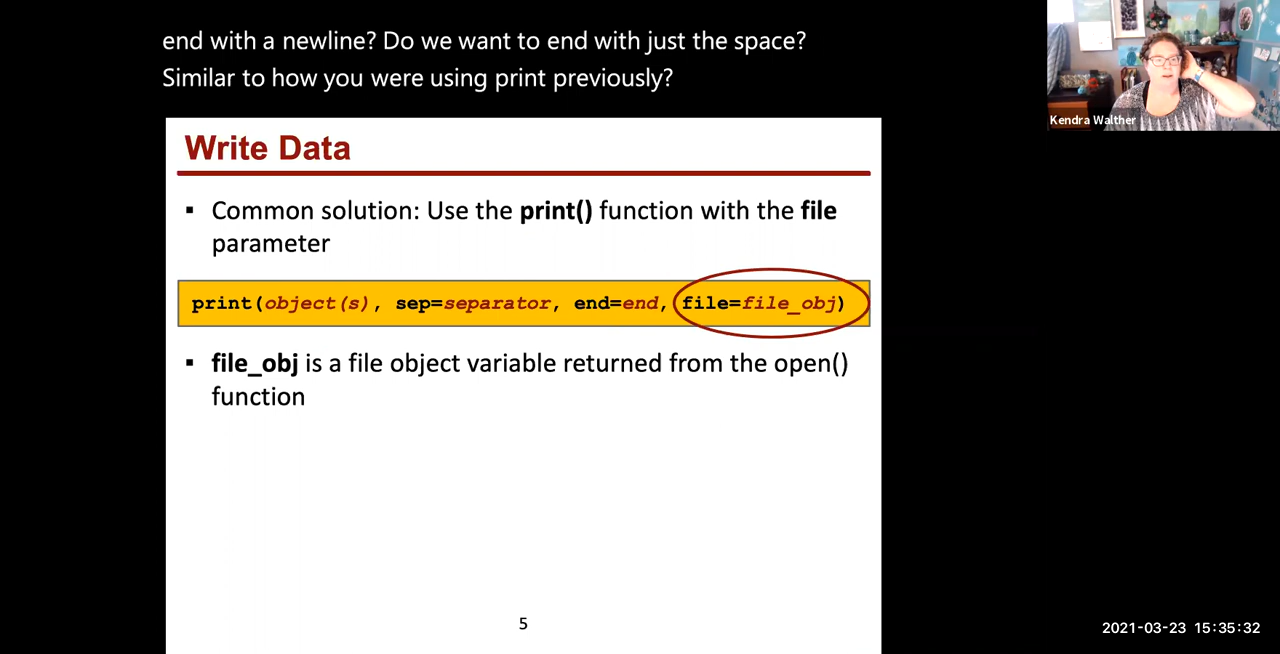 end with a newline? Do we want to end with just the space?
Similar to how you were using print previously?
Kendra Walther
Write Data
▪ Common solution: Use the print() function with the file
parameter
print(object(s), sep=separator, end=end, file=file_obj)
▪ file_obj is a file object variable returned from the open()
function
5
2021-03-23 15:35:32